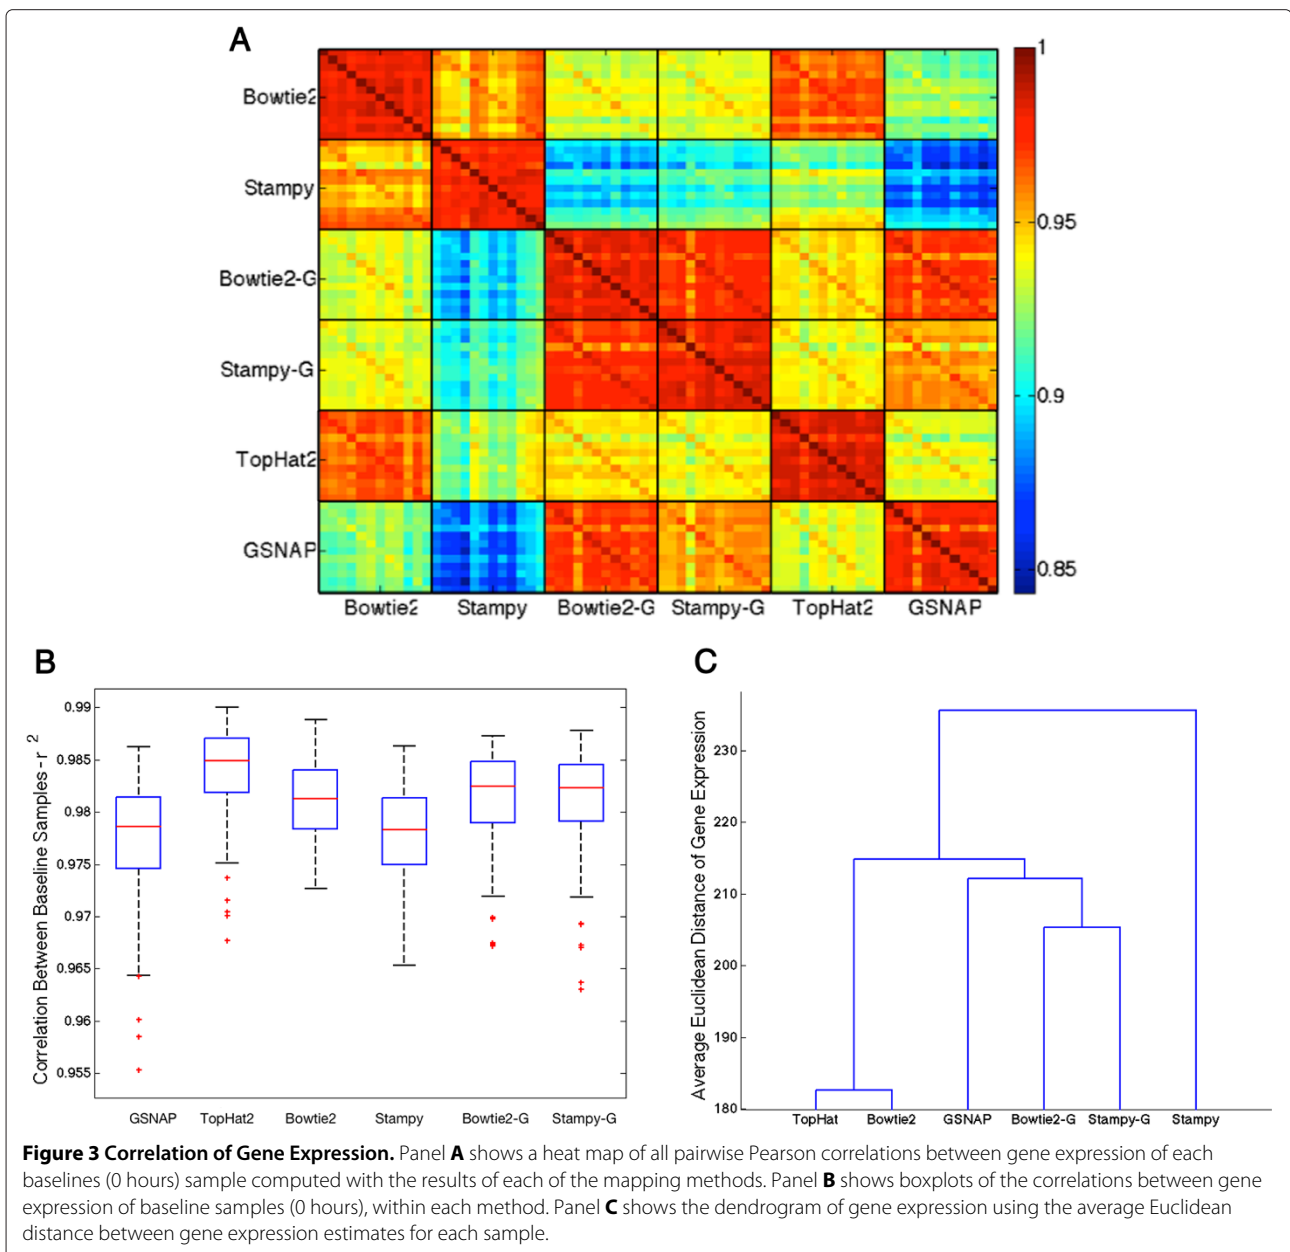 A
Bowtie2
Stampy
Bowtie2-G
Stampy-G
TopHat2
GSNAP
Bowtie2 Stampy Bowtie2-G Stampy-G TopHat2 GSNAP
1
0.95
0.9
0.85
B
Correlation Between Baseline Samples - r 2
0.99
0.985
0.98
0.975
0.97
0.965
0.96
0.955
GSNAP TopHat2 Bowtie2 Stampy Bowtie2-G Stampy-G
C
Average Euclidean Distance of Gene Expression
230
220
210
200
190
180
TopHat Bowtie2 GSNAP Bowtie2-G Stampy-G Stampy
Figure 3 Correlation of Gene Expression. Panel A shows a heat map of all pairwise Pearson correlations between gene expression of each
baselines (0 hours) sample computed with the results of each of the mapping methods. Panel B shows boxplots of the correlations between gene
expression of baseline samples (0 hours), within each method. Panel C shows the dendrogram of gene expression using the average Euclidean
distance between gene expression estimates for each sample.